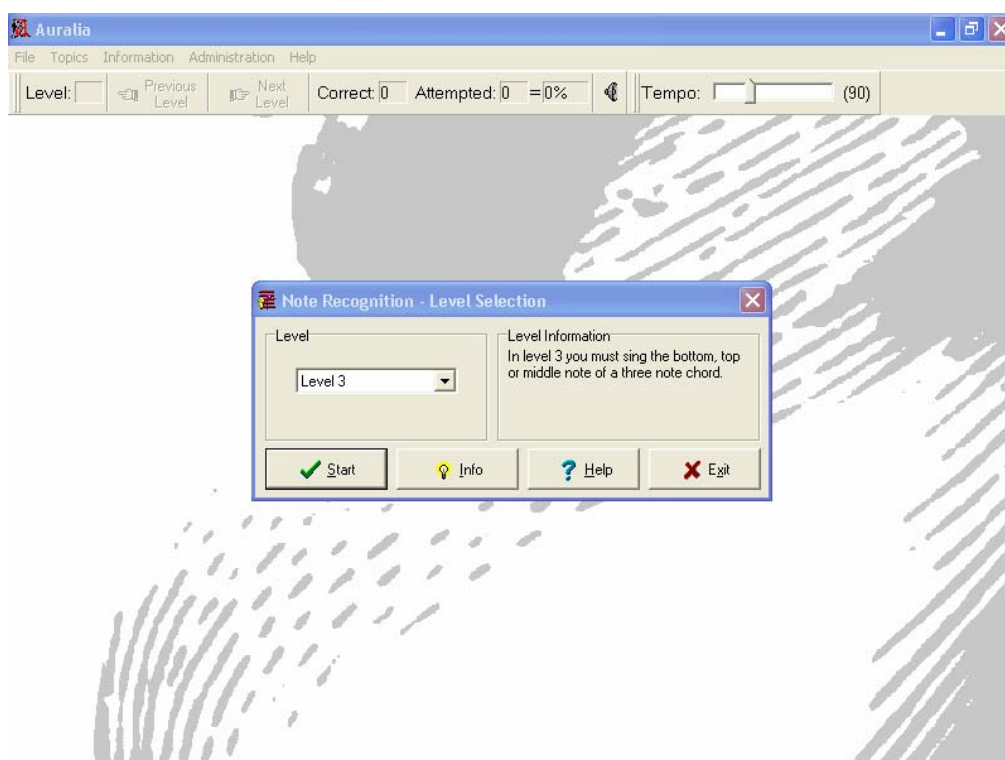 Auralia
File Topics Information Administration Help
Level: Previous Level Next Level Correct: 0 Attempted: 0 =0% Tempo: (90)
Note Recognition - Level Selection
Level
Level 3
Level Information
In level 3 you must sing the bottom, top
or middle note of a three note chord.
Start Info ? Help Exit